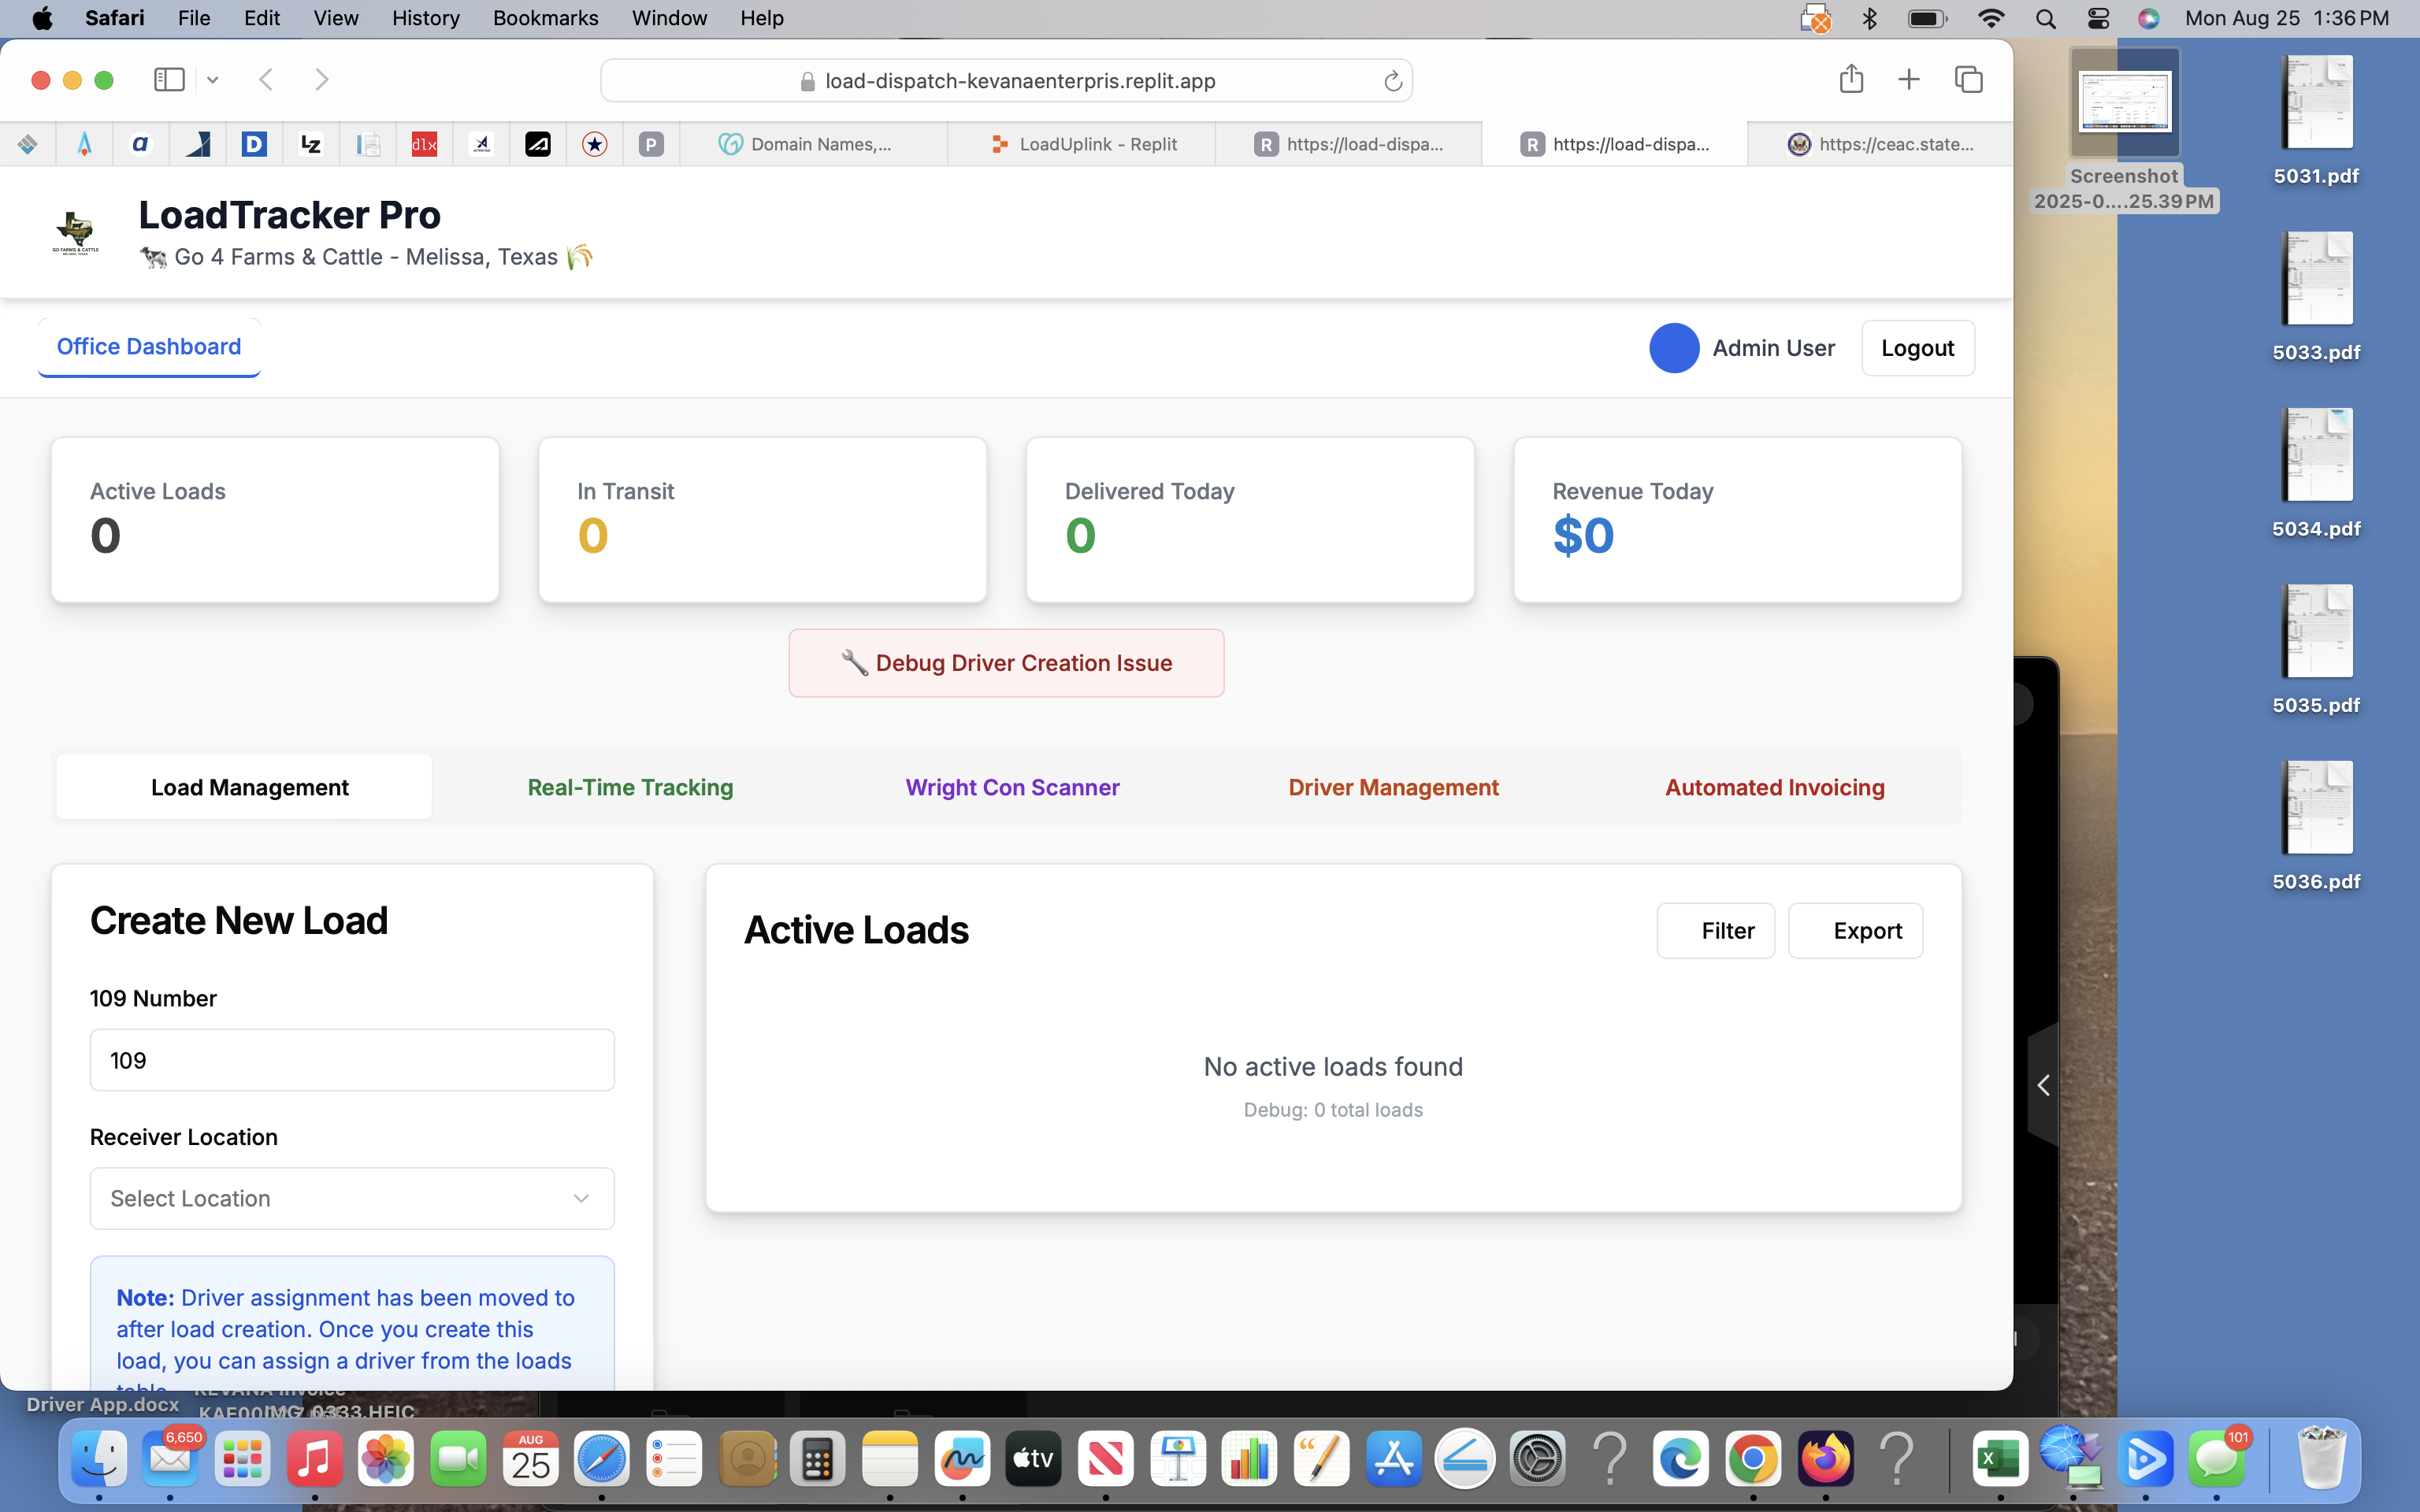 Safari File Edit View History Bookmarks Window Help
Mon Aug 25 1:36 PM
load-dispatch-kevanaenterpris.replit.app
Domain Names,...
LoadUplink - Replit
https://load-dispa...
https://load-dispa...
https://ceac.state...
LoadTracker Pro
Go 4 Farms & Cattle - Melissa, Texas
Office Dashboard
Admin User
Logout
Active Loads
0
In Transit
0
Delivered Today
0
Revenue Today
$0
Debug Driver Creation Issue
Load Management
Real-Time Tracking
Wright Con Scanner
Driver Management
Automated Invoicing
Create New Load
109 Number
109
Receiver Location
Select Location
Note: Driver assignment has been moved to
after load creation. Once you create this
load, you can assign a driver from the loads
table.
Active Loads
Filter
Export
No active loads found
Debug: 0 total loads
Screenshot
2025-0....25.39 PM
5031.pdf
5033.pdf
5034.pdf
5035.pdf
5036.pdf
Driver App.docx
KEVANA Invoice
IMG_0333.HEIC
6,650
AUG
25
tv
101